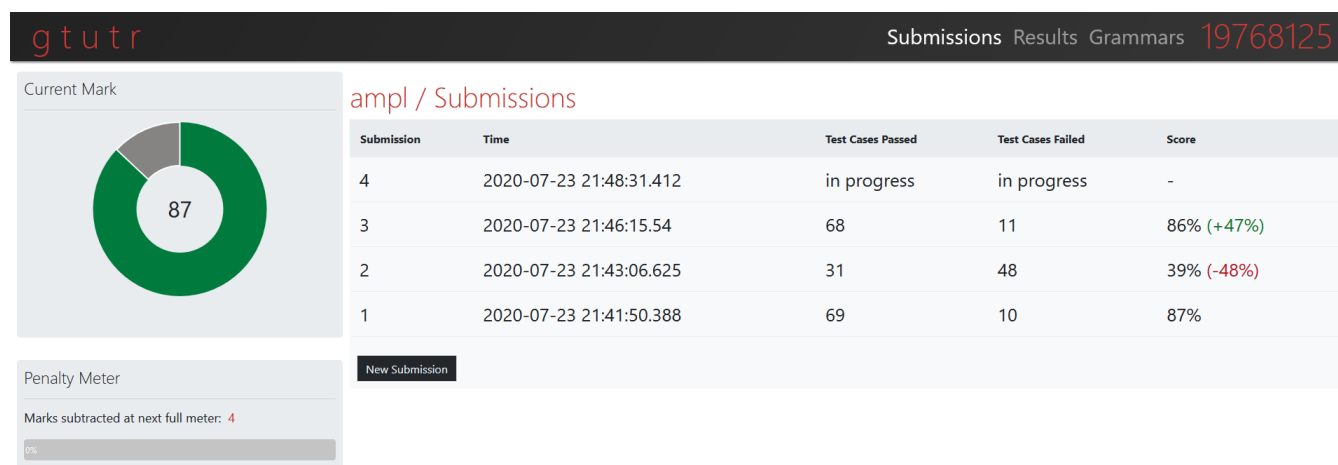 gtutr
Submissions Results Grammars 19768125
Current Mark
87
Penalty Meter
Marks subtracted at next full meter: 4
0%
ampl / Submissions
Submission Time Test Cases Passed Test Cases Failed Score
4 2020-07-23 21:48:31.412 in progress in progress -
3 2020-07-23 21:46:15.54 68 11 86% (+47%)
2 2020-07-23 21:43:06.625 31 48 39% (-48%)
1 2020-07-23 21:41:50.388 69 10 87%
New Submission